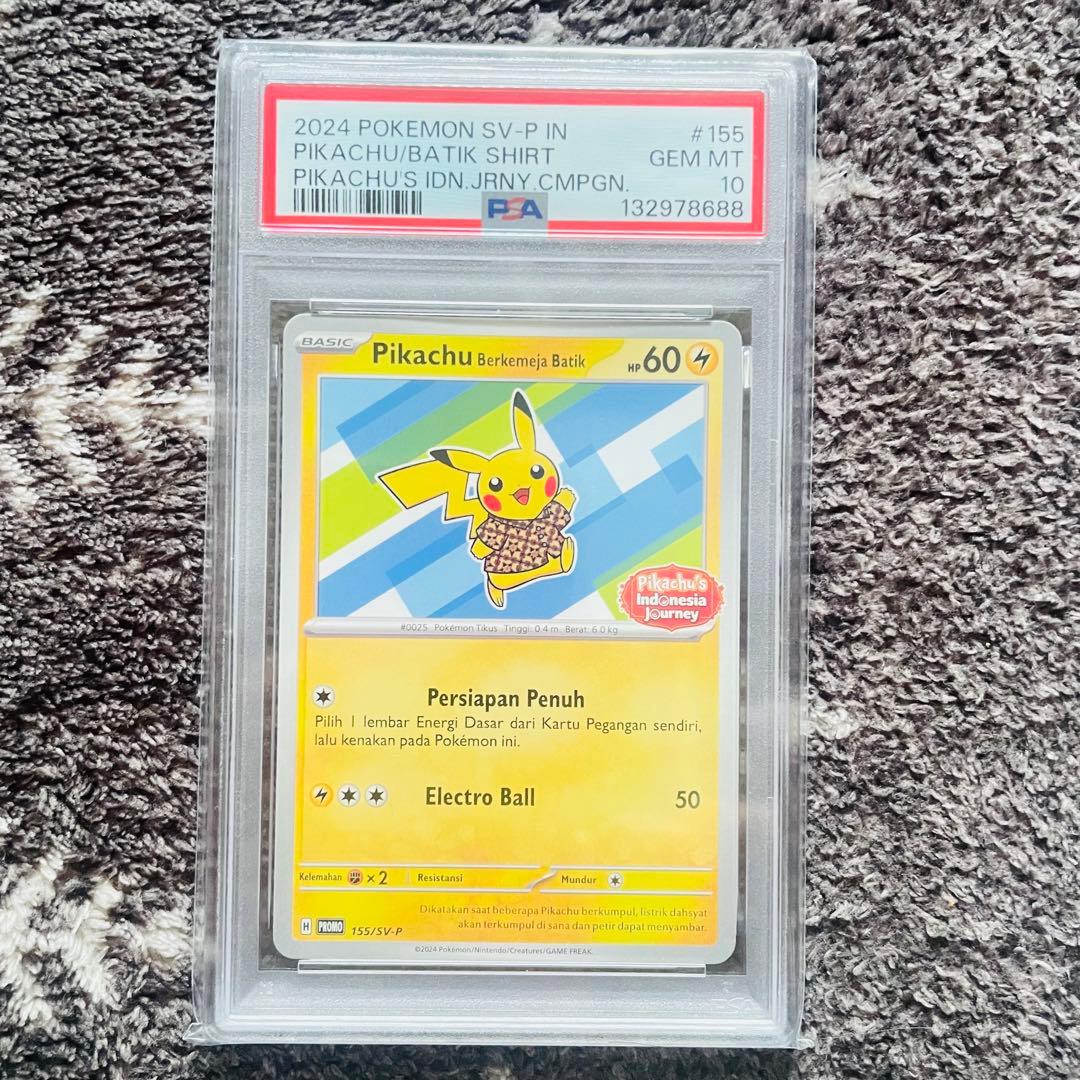 2024 POKEMON SV-P IN #155
PIKACHU/BATIK SHIRT GEM MT
PIKACHU'S IDN.JRNY.CMPGN. 10
PSA 132978688
BASIC Pikachu Berkemeja Batik HP 60
Pikachu's
Indonesia
Journey
#0025 Pokémon Tikus Tinggi: 0.4 m Berat: 6.0 kg
Persiapan Penuh
Pilih 1 lembar Energi Dasar dari Kartu Pegangan sendiri,
lalu kenakan pada Pokémon ini.
Electro Ball 50
Kelemahan ×2 Resistansi Mundur
Dikatakan saat beberapa Pikachu berkumpul, listrik dahsyat
akan terkumpul di sana dan petir dapat menyambar.
H PROMO 155/SV-P
©2024 Pokémon/Nintendo/Creatures/GAME FREAK.